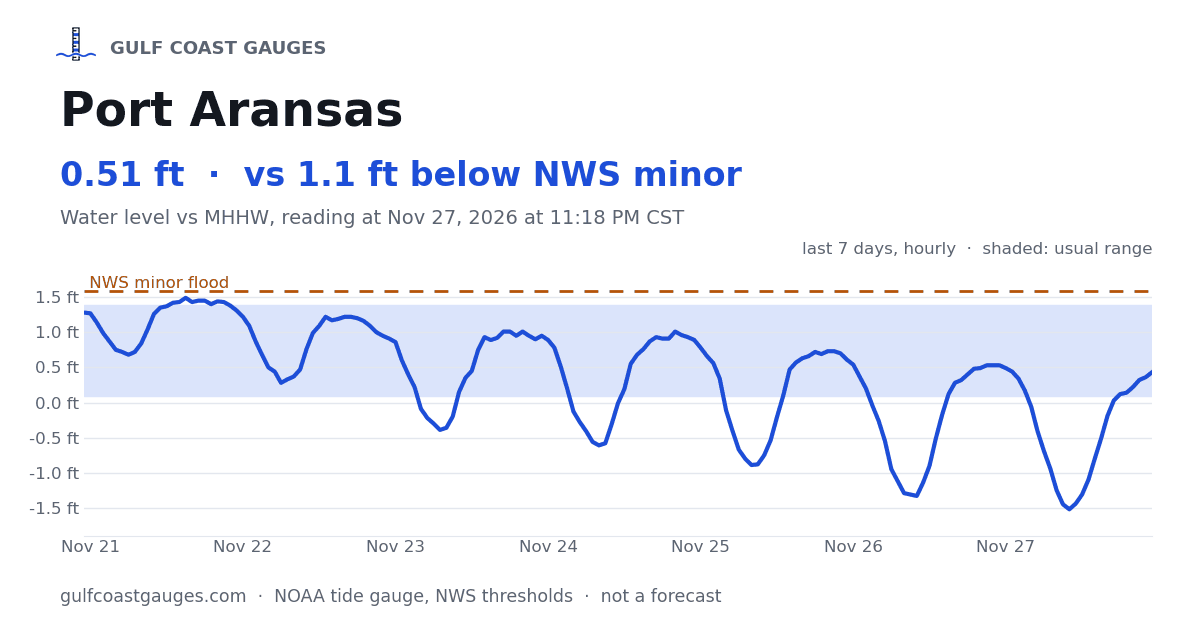 GULF COAST GAUGES
Port Aransas
0.51 ft · vs 1.1 ft below NWS minor
Water level vs MHHW, reading at Nov 27, 2026 at 11:18 PM CST
last 7 days, hourly · shaded: usual range
NWS minor flood
1.5 ft
1.0 ft
0.5 ft
0.0 ft
-0.5 ft
-1.0 ft
-1.5 ft
Nov 21 Nov 22 Nov 23 Nov 24 Nov 25 Nov 26 Nov 27
gulfcoastgauges.com · NOAA tide gauge, NWS thresholds · not a forecast